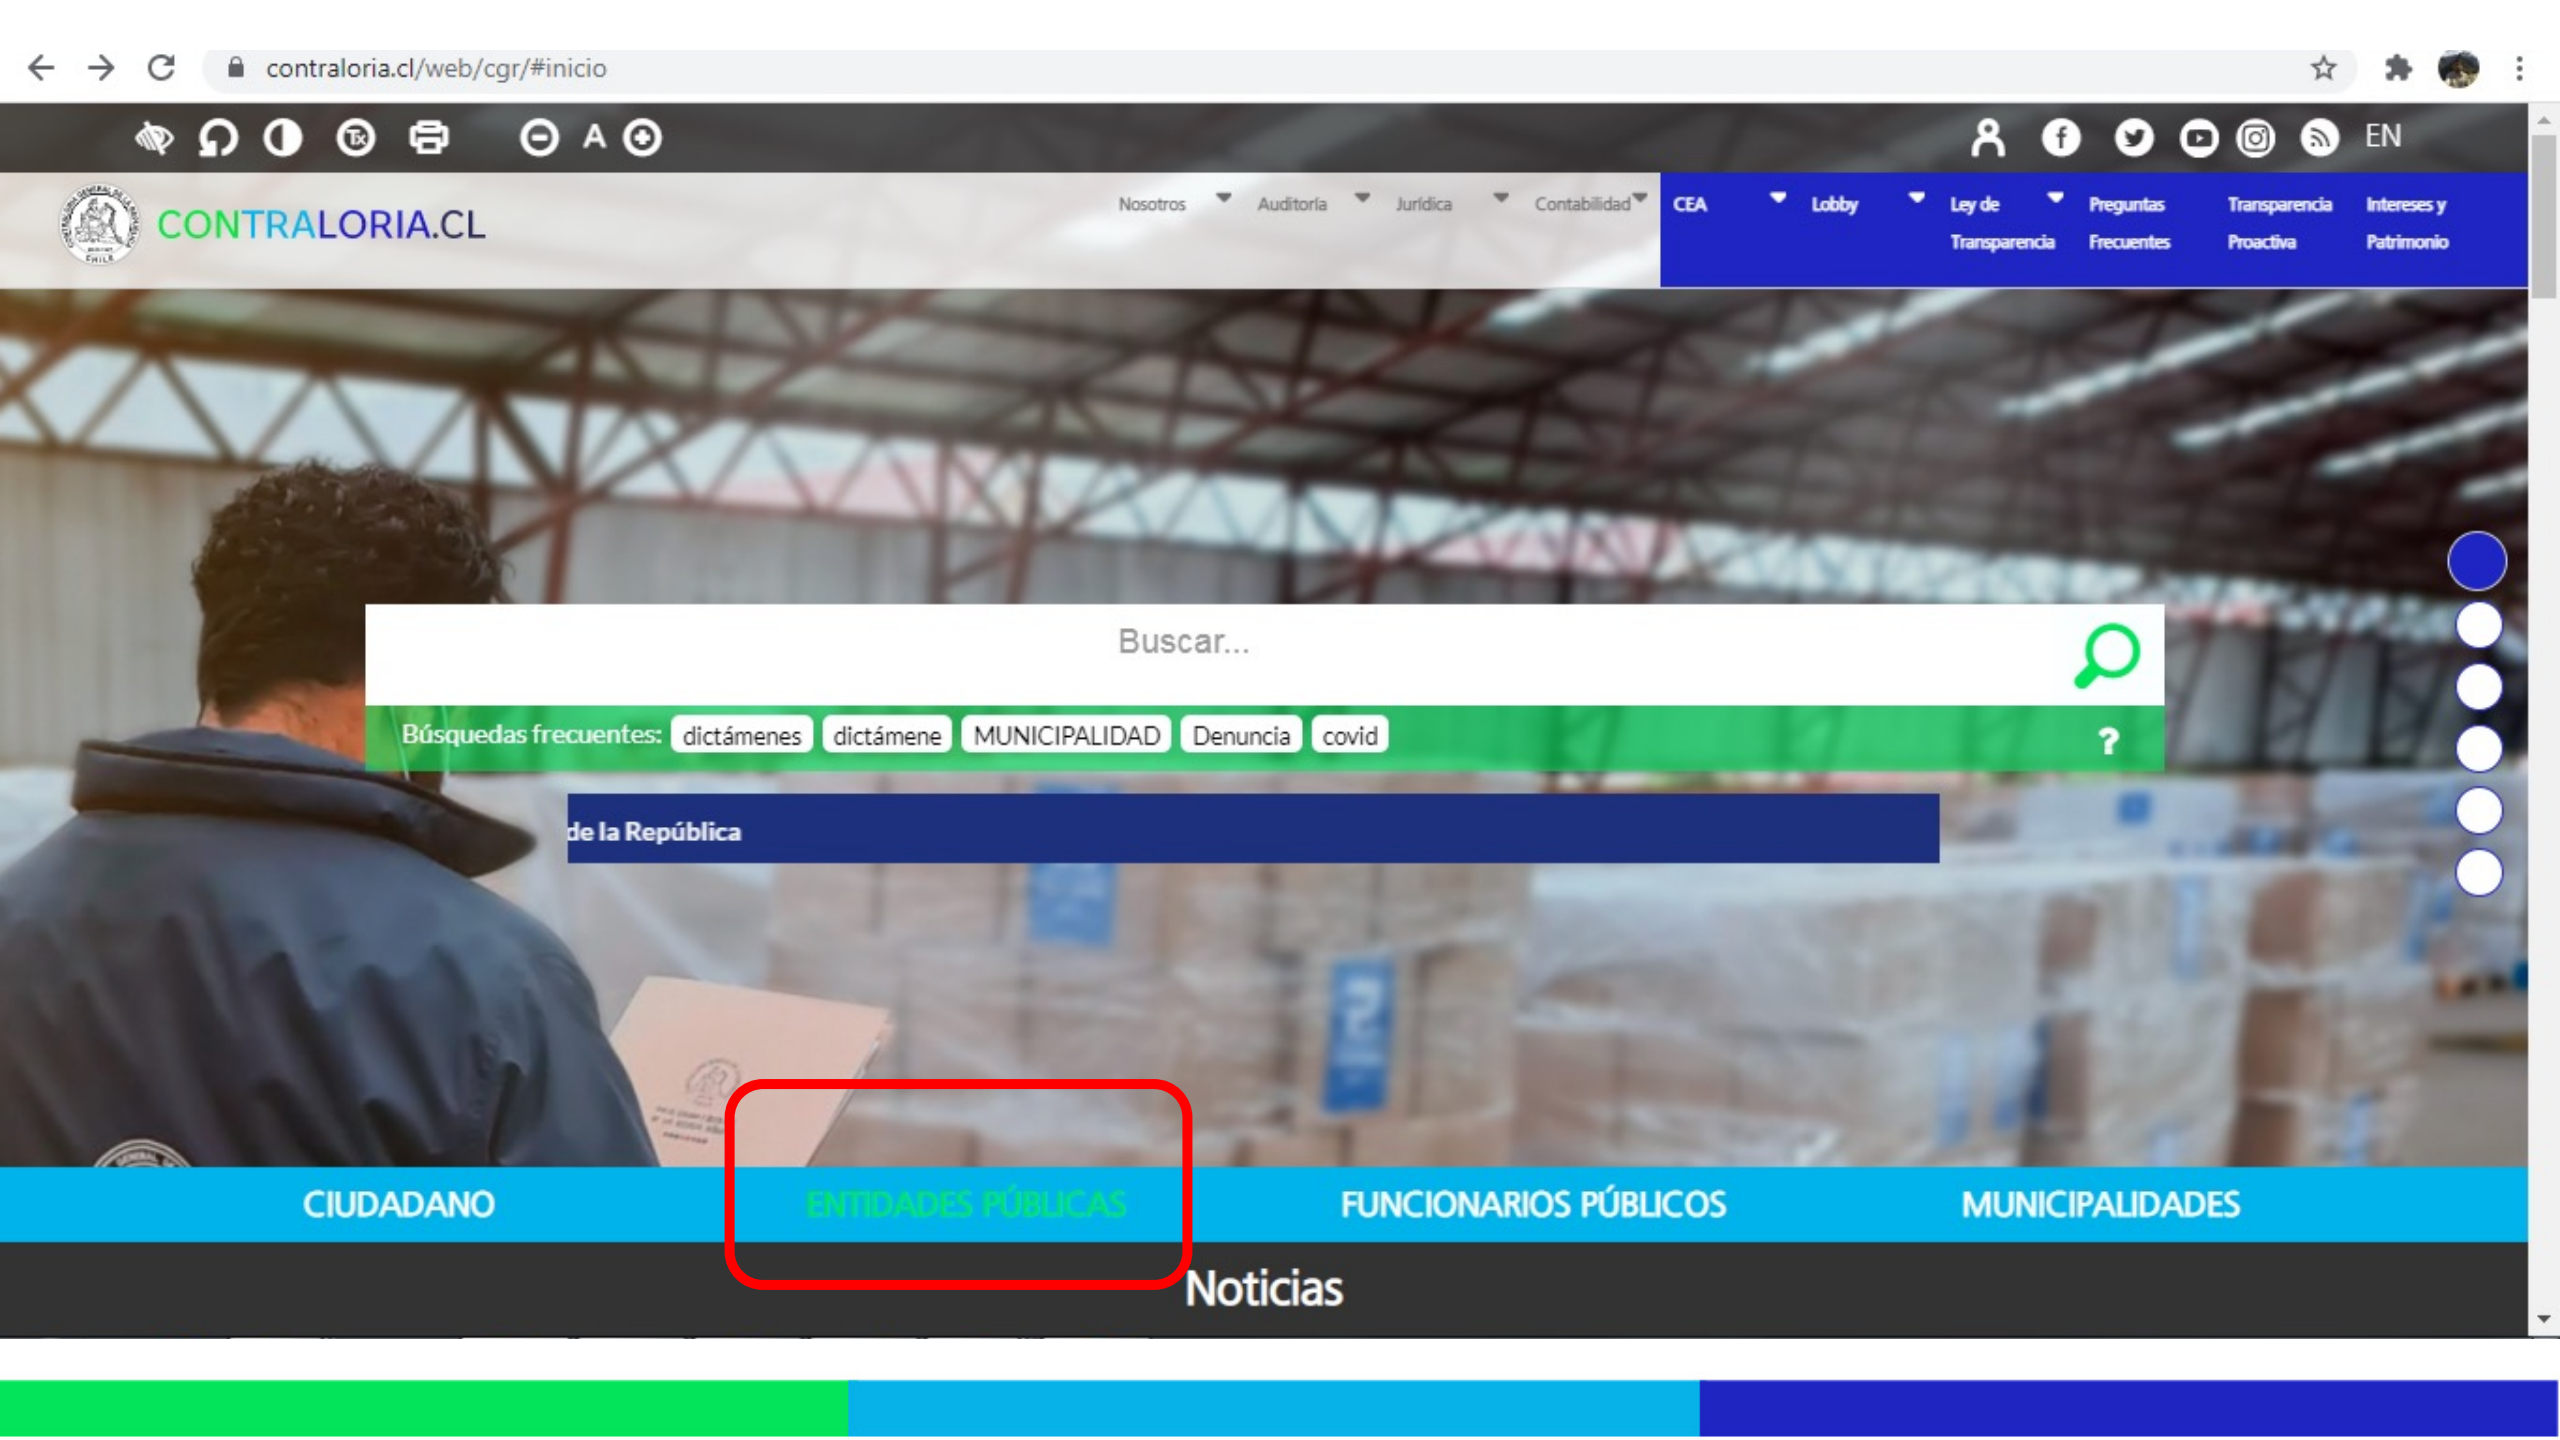 contraloria.cl/web/cgr/#inicio
A
EN
CONTRALORIA.CL
Nosotros Auditoría Jurídica Contabilidad CEA Lobby Ley de Transparencia Preguntas Frecuentes Transparencia Proactiva Intereses y Patrimonio
Buscar...
Búsquedas frecuentes: dictámenes dictámene MUNICIPALIDAD Denuncia covid ?
de la República
CIUDADANO ENTIDADES PÚBLICAS FUNCIONARIOS PÚBLICOS MUNICIPALIDADES
Noticias